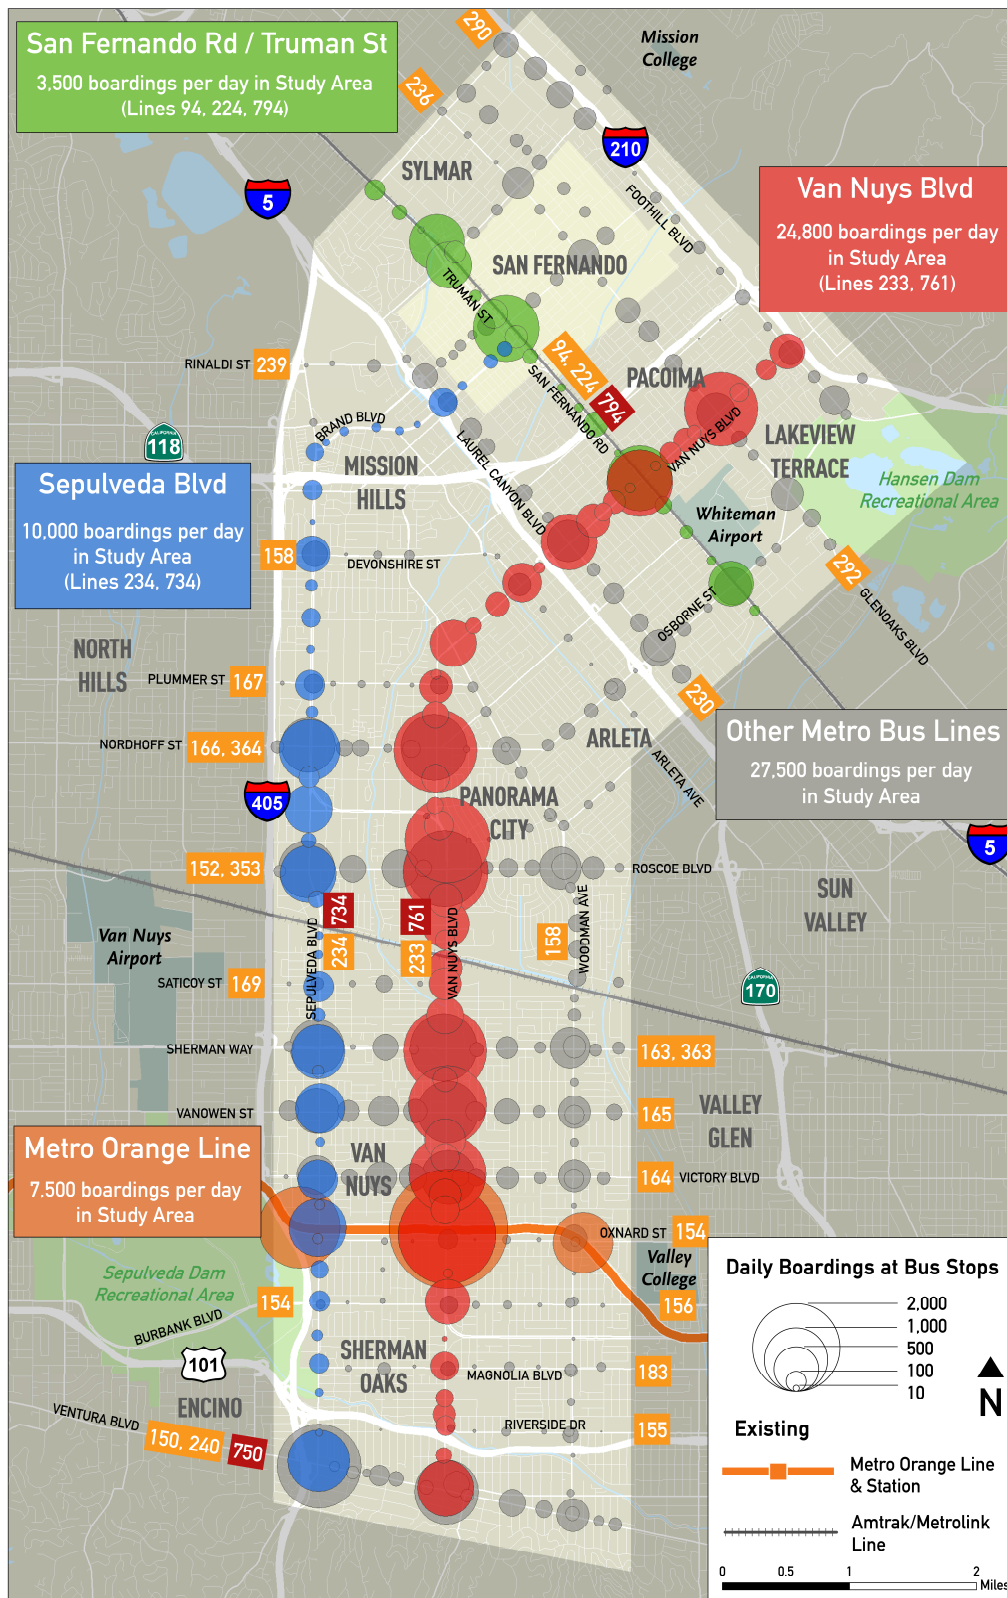 San Fernando Rd / Truman St
3,500 boardings per day in Study Area
(Lines 94, 224, 794)
290
236
Mission
College
210
5
SYLMAR
FOOTHILL BLVD
Van Nuys Blvd
24,800 boardings per day
in Study Area
(Lines 233, 761)
SAN FERNANDO
TRUMAN ST
RINALDI ST
239
94, 224
794
SAN FERNANDO RD
PACOIMA
VAN NUYS BLVD
BRAND BLVD
LAUREL CANYON BLVD
LAKEVIEW
TERRACE
CALIFORNIA
118
MISSION
HILLS
Hansen Dam
Recreational Area
Sepulveda Blvd
10,000 boardings per day
in Study Area
(Lines 234, 734)
Whiteman
Airport
158
DEVONSHIRE ST
292
GLENOAKS BLVD
OSBORNE ST
NORTH
HILLS
PLUMMER ST
167
230
NORDHOFF ST
166, 364
ARLETA
ARLETA AVE
Other Metro Bus Lines
27,500 boardings per day
in Study Area
405
PANORAMA
CITY
5
152, 353
ROSCOE BLVD
SUN
VALLEY
734
234
SEPULVEDA BLVD
761
233
VAN NUYS BLVD
158
WOODMAN AVE
Van Nuys
Airport
SATICOY ST
169
CALIFORNIA
170
SHERMAN WAY
163, 363
VANOWEN ST
165
VALLEY
GLEN
Metro Orange Line
7,500 boardings per day
in Study Area
VAN
NUYS
164
VICTORY BLVD
OXNARD ST
154
Valley
College
156
Sepulveda Dam
Recreational Area
154
BURBANK BLVD
101
SHERMAN
OAKS
MAGNOLIA BLVD
183
ENCINO
VENTURA BLVD
150, 240
750
RIVERSIDE DR
155
Daily Boardings at Bus Stops
2,000
1,000
500
100
10
N
Existing
Metro Orange Line
& Station
Amtrak/Metrolink
Line
0
0.5
1
2
Miles